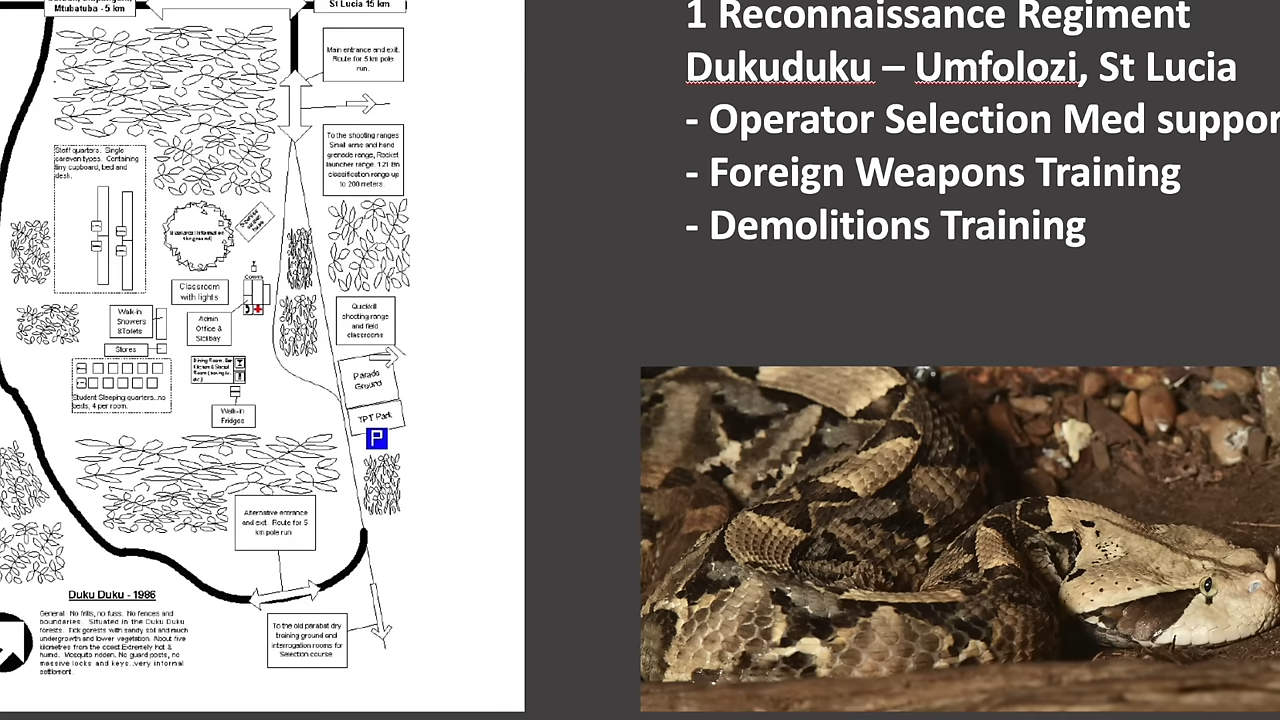 Mtubatuba - 5 km
St Lucia 15 km
Main entrance and exit.
Route for 5 km pole
run.
To the shooting ranges
Small arms and hand
grenade range, Rocket
launcher range. 121 Bn
classification range up
to 200 meters.
Staff quarters. Single
caravan types. Containing
tiny cupboard, bed and
desk.
Classroom
with lights
Admin
Office &
Sickbay
Walk-in
Showers
&Toilets
Stores
Student Sleeping quarters..no
beds, 4 per room.
Walk-in
Fridges
Quickkill
shooting range
and field
classrooms
Parade
Ground
TPT Park
P
Alternative entrance
and exit. Route for 5
km pole run
To the old parabat dry
training ground and
interrogation rooms for
Selection course.
Duku Duku - 1986
General. No frills, no fuss. No fences and
boundaries. Situated in the Duku Duku
forests. Tick gorests with sandy soil and much
undergrowth and lower vegetation. About five
kilometres from the coast.Extremely hot &
humid. Mosquito ridden. No guard posts, no
massive locks and keys..very informal
settlement.
1 Reconnaissance Regiment
Dukuduku – Umfolozi, St Lucia
- Operator Selection Med suppor
- Foreign Weapons Training
- Demolitions Training